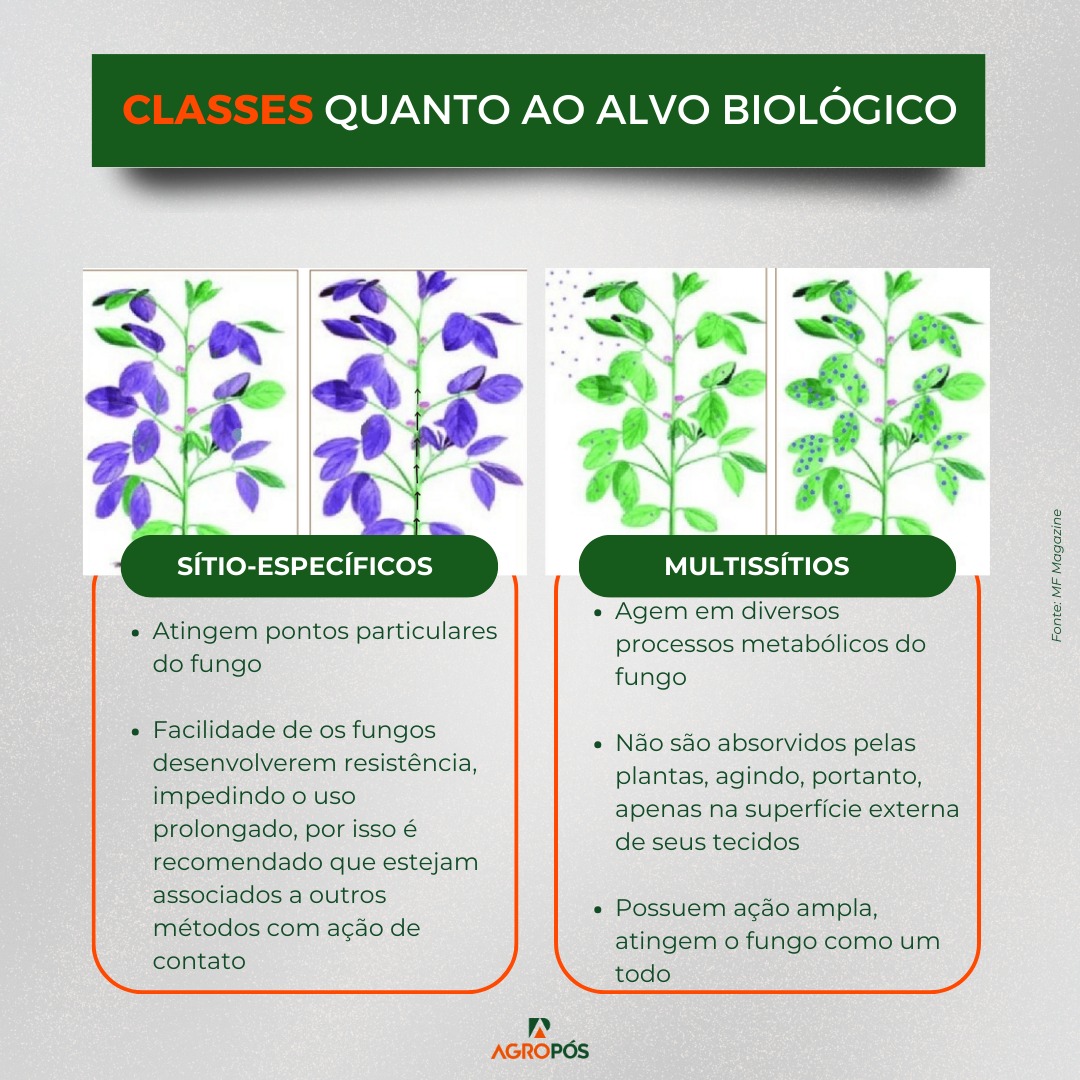 CLASSES QUANTO AO ALVO BIOLÓGICO
SÍTIO-ESPECÍFICOS
• Atingem pontos particulares
do fungo
• Facilidade de os fungos
desenvolverem resistência,
impedindo o uso
prolongado, por isso é
recomendado que estejam
associados a outros
métodos com ação de
contato
MULTISSÍTIOS
• Agem em diversos
processos metabólicos do
fungo
• Não são absorvidos pelas
plantas, agindo, portanto,
apenas na superfície externa
de seus tecidos
• Possuem ação ampla,
atingem o fungo como um
todo
Fonte: MF Magazine
AGROPÓS